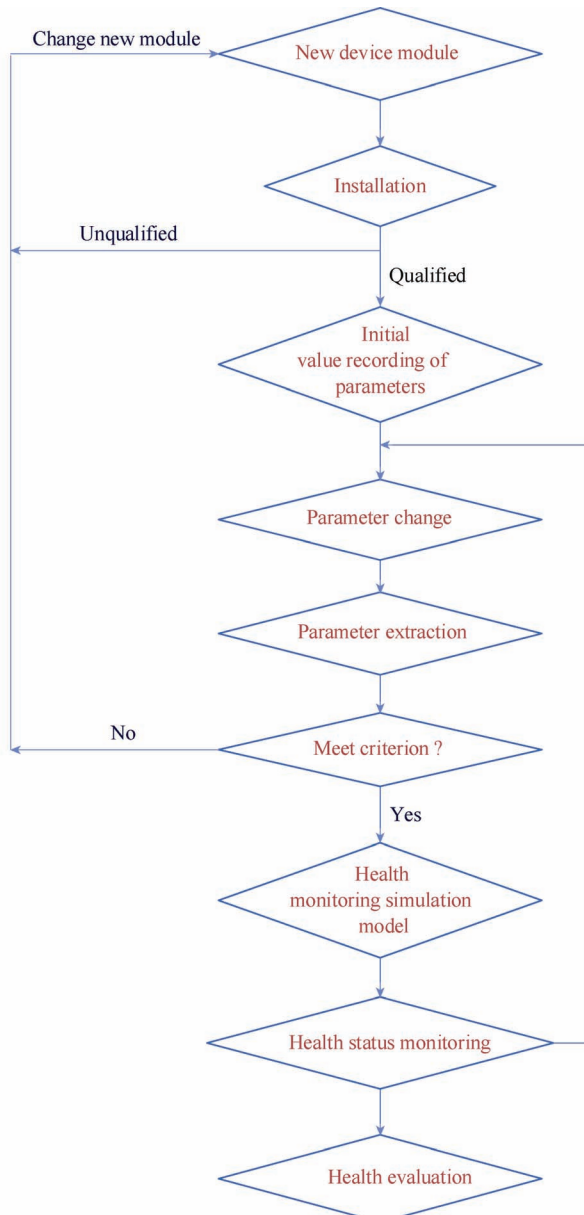 Change new module
New device module
Installation
Unqualified
Qualified
Initial
value recording of
parameters
Parameter change
Parameter extraction
No
Meet criterion ?
Yes
Health
monitoring simulation
model
Health status monitoring
Health evaluation